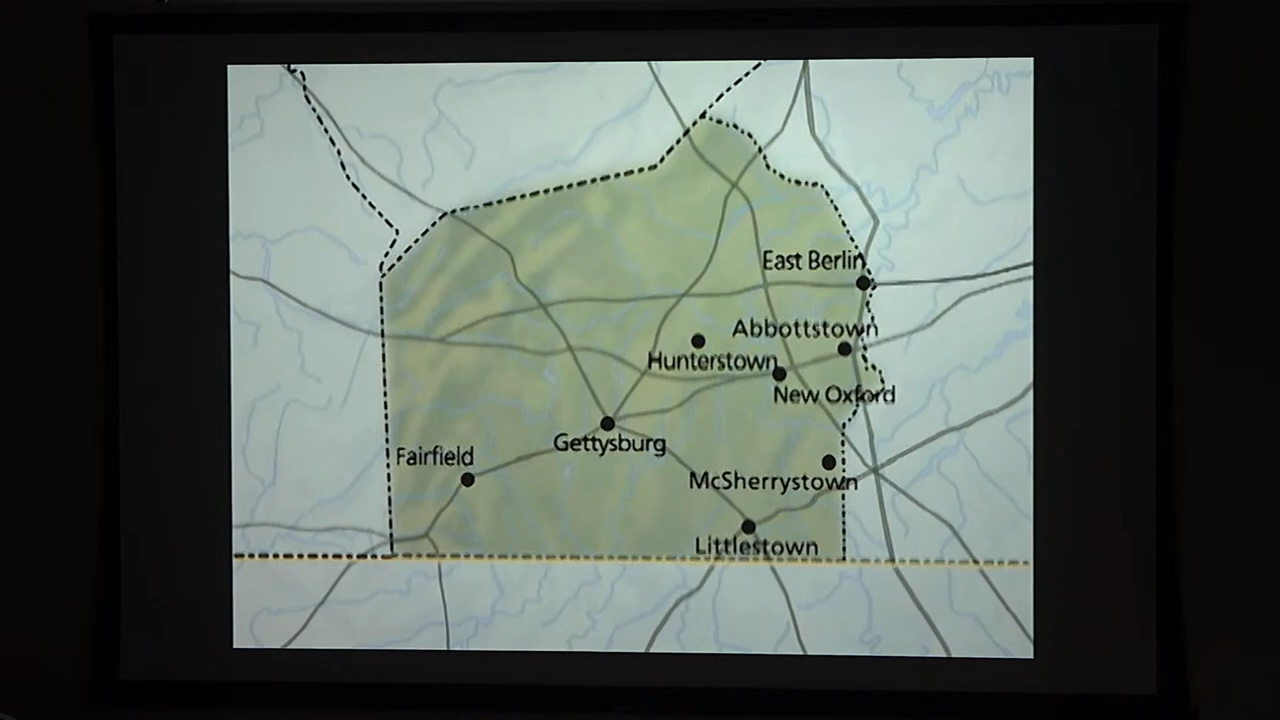 East Berlin
Abbottstown
Hunterstown
New Oxford
Gettysburg
Fairfield
McSherrystown
Littlestown